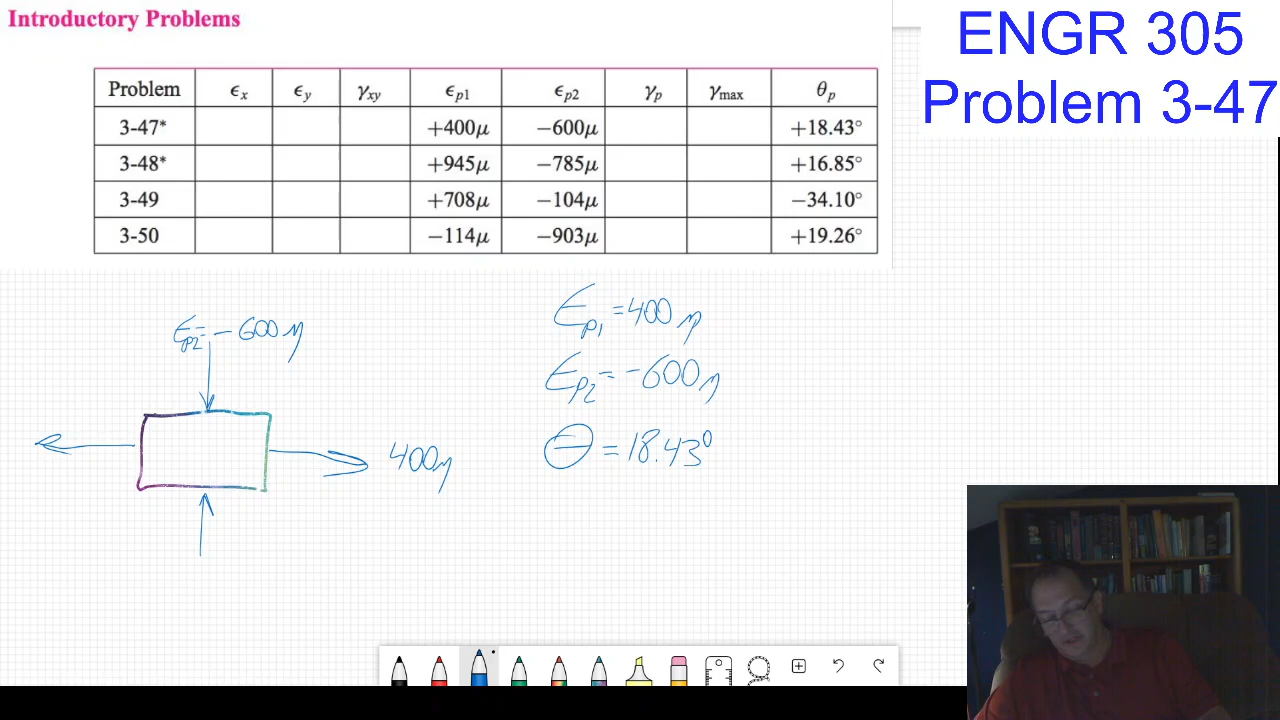 Introductory Problems
ENGR 305
Problem 3-47
Problem ϵx ϵy γxy ϵp1 ϵp2 γp γmax θp
3-47* +400μ −600μ +18.43°
3-48* +945μ −785μ +16.85°
3-49 +708μ −104μ −34.10°
3-50 −114μ −903μ +19.26°
ϵp2=-600μ
400μ
ϵp1=400μ
ϵp2=-600μ
θ=18.43°